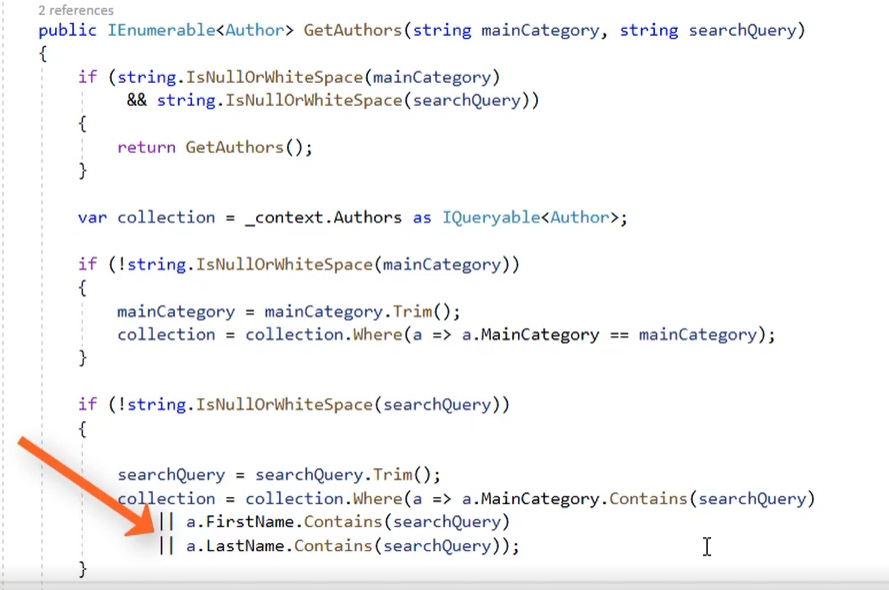 2 references
public IEnumerable<Author> GetAuthors(string mainCategory, string searchQuery)
{
if (string.IsNullOrWhiteSpace(mainCategory)
&& string.IsNullOrWhiteSpace(searchQuery))
{
return GetAuthors();
}
var collection = _context.Authors as IQueryable<Author>;
if (!string.IsNullOrWhiteSpace(mainCategory))
{
mainCategory = mainCategory.Trim();
collection = collection.Where(a => a.MainCategory == mainCategory);
}
if (!string.IsNullOrWhiteSpace(searchQuery))
{
searchQuery = searchQuery.Trim();
collection = collection.Where(a => a.MainCategory.Contains(searchQuery)
|| a.FirstName.Contains(searchQuery)
|| a.LastName.Contains(searchQuery));
}